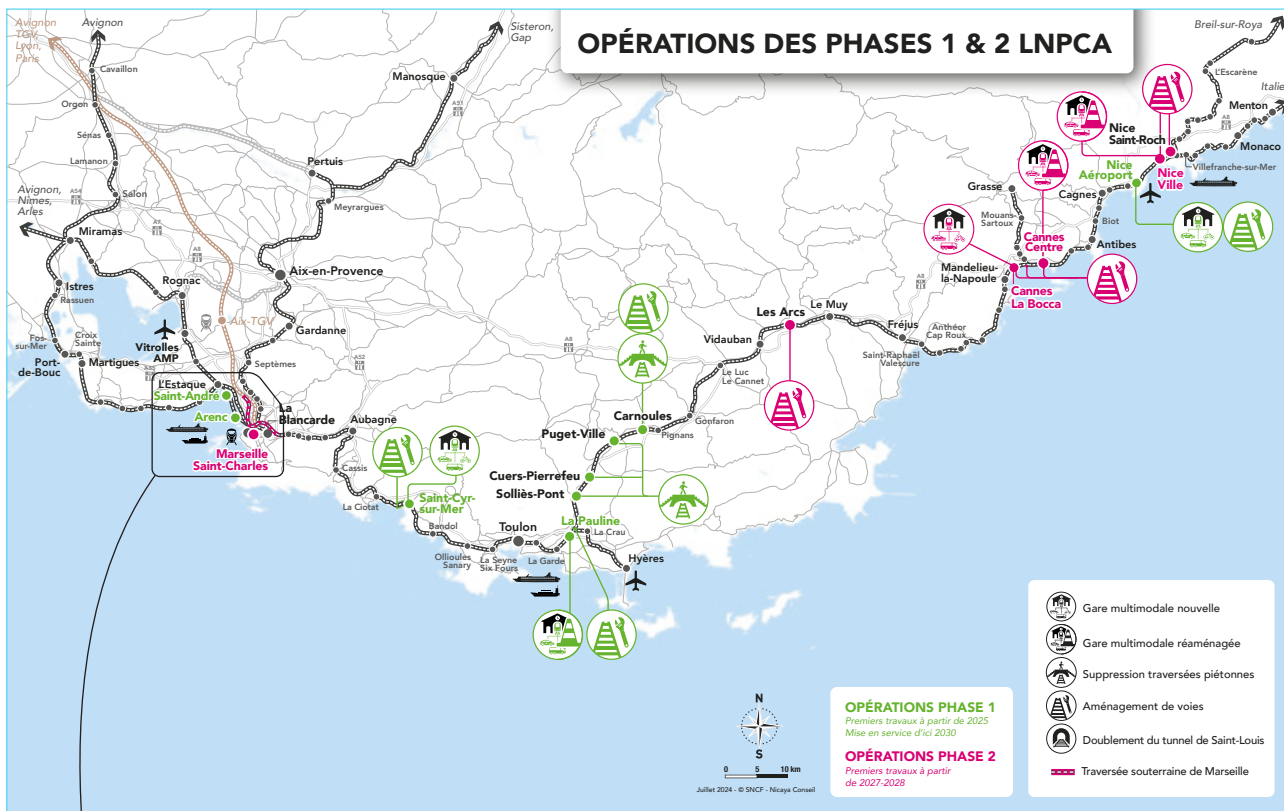 OPÉRATIONS DES PHASES 1 & 2 LNPCA
Avignon
TGV
Lyon,
Paris
Avignon
Cavaillon
Orgon
Sénas
Lamanon
Salon
Avignon,
Nîmes,
Arles
A54
A7
A8
Miramas
Istres
Rassuen
Fos-
sur-Mer
Croix
Sainte
Port-
de-Bouc
Martigues
A55
Rognac
Vitrolles
AMP
Aix-TGV
Sisteron,
Gap
Manosque
A51
Pertuis
Meyrargues
Aix-en-Provence
Gardanne
Septèmes
A52
L'Estaque
Saint-André
Arenc
La
Blancarde
Marseille
Saint-Charles
Aubagne
Cassis
La Ciotat
Saint-Cyr-
sur-Mer
Bandol
Ollioules
Sanary
La Seyne
Six Fours
Toulon
La Garde
La Pauline
La Crau
Hyères
Solliès-Pont
Cuers-Pierrefeu
Puget-Ville
Carnoules
Pignans
Gonfaron
Le Luc
Le Cannet
A8
Vidauban
Les Arcs
Le Muy
Fréjus
Saint-Raphaël
Valescure
Anthéor
Cap Roux
A8
Mandelieu-
la-Napoule
Cannes
La Bocca
Cannes
Centre
Grasse
Mouans-
Sartoux
Antibes
Biot
Cagnes
Nice
Aéroport
Nice
Saint-Roch
Nice
Ville
Villefranche-sur-Mer
Monaco
Menton
A8
Italie
L'Escarène
Breil-sur-Roya
N
S
0 5 10 km
Juillet 2024 - © SNCF - Nicaya Conseil
OPÉRATIONS PHASE 1
Premiers travaux à partir de 2025
Mise en service d'ici 2030
OPÉRATIONS PHASE 2
Premiers travaux à partir
de 2027-2028
Gare multimodale nouvelle
Gare multimodale réaménagée
Suppression traversées piétonnes
Aménagement de voies
Doublement du tunnel de Saint-Louis
Traversée souterraine de Marseille